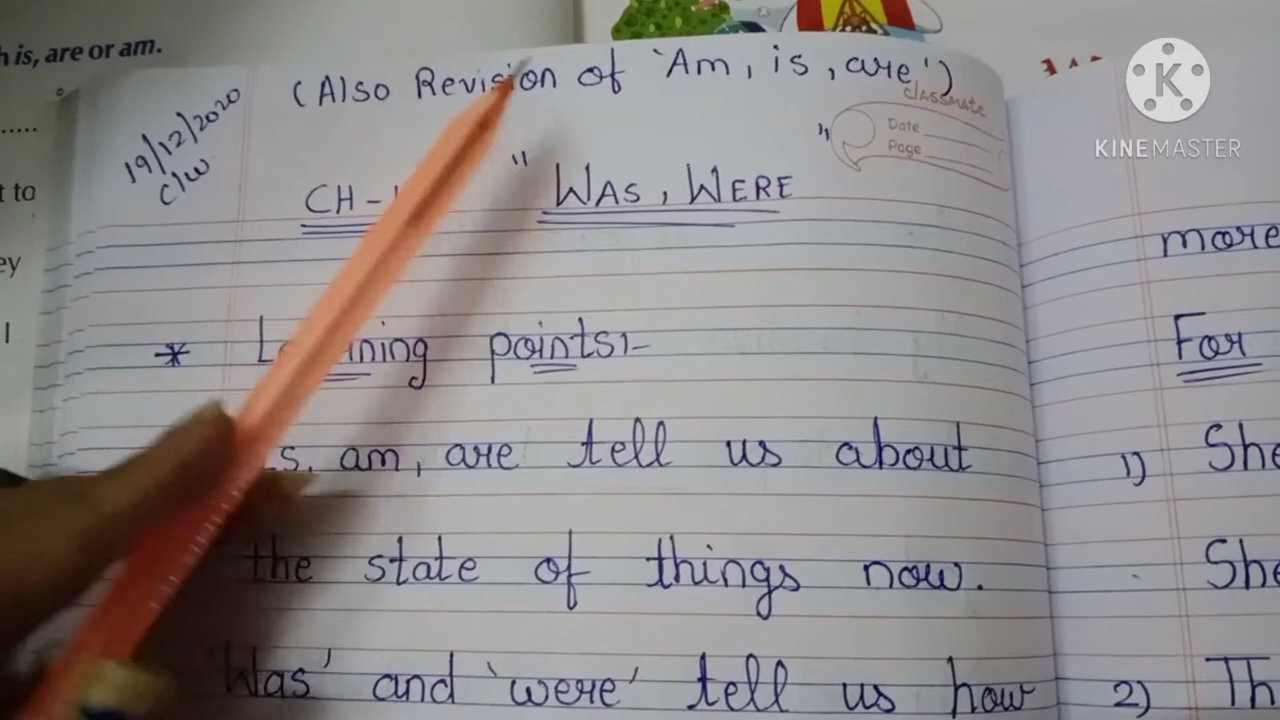 h is, are or am.
(Also Revision of 'Am, is, are')
19/12/2020
C/W
classmate
Date
Page
CH-
" WAS, WERE "
* Learning points:-
is, am, are tell us about
the state of things now.
'Was' and 'were' tell us how
t to
ey
I
more
For
1) She
She
2) Th
K
KINEMASTER